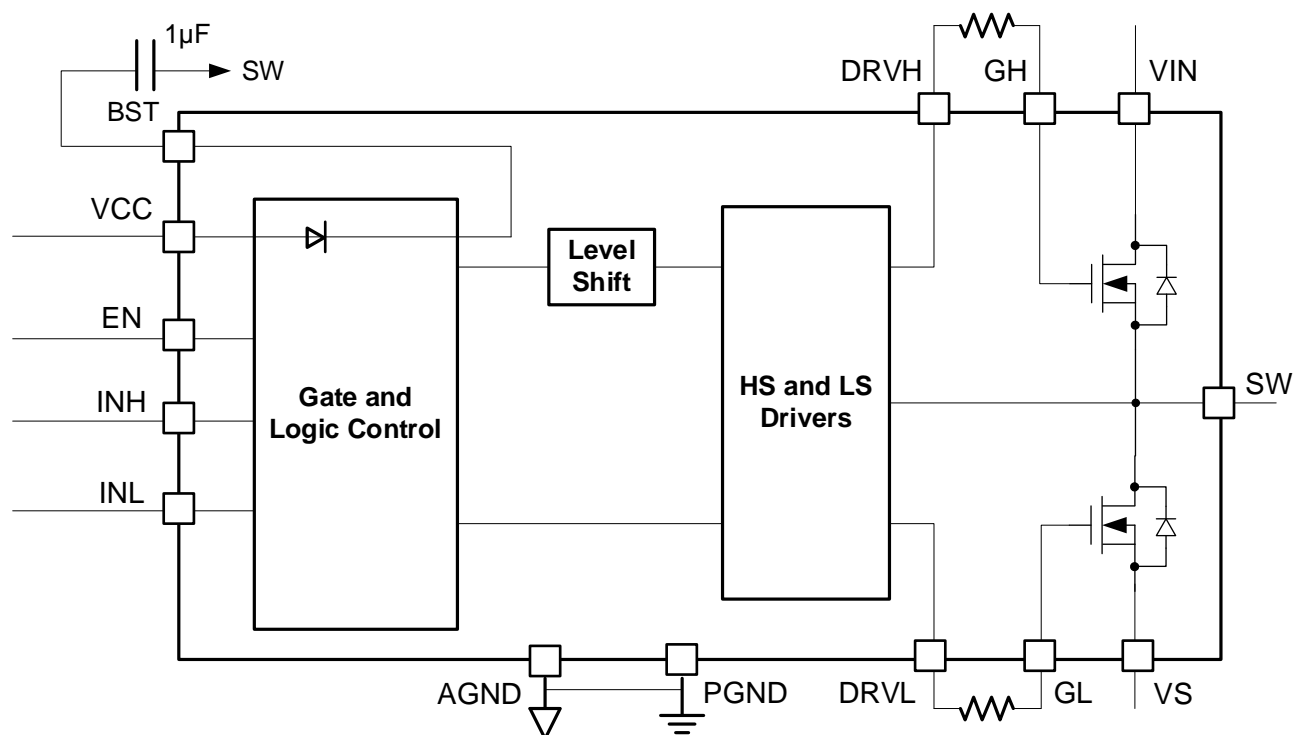 1µF
SW
BST
DRVH
GH
VIN
VCC
Level
Shift
EN
INH
INL
Gate and
Logic Control
HS and LS
Drivers
SW
AGND
PGND
DRVL
GL
VS